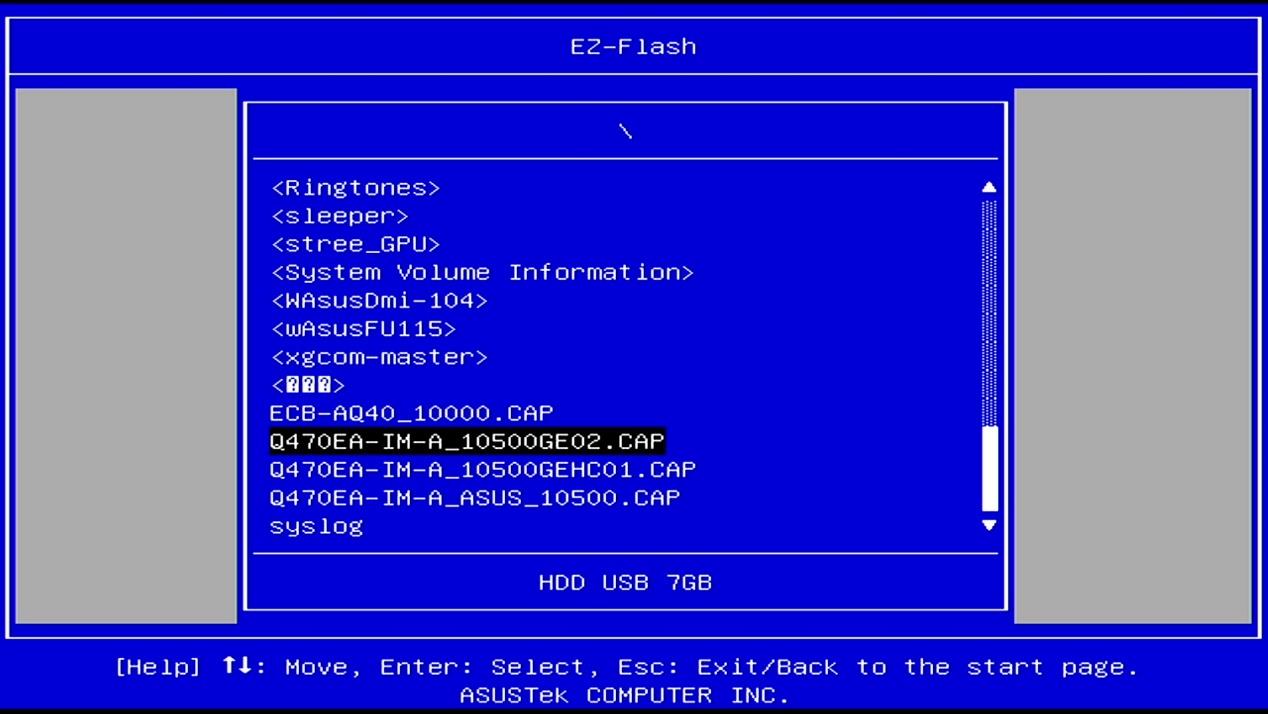 EZ-Flash
\
<Ringtones>
<sleeper>
<stree_GPU>
<System Volume Information>
<WAsusDmi-104>
<wAsusFU115>
<xgcom-master>
<���>
ECB-AQ40_10000.CAP
Q470EA-IM-A_10500GE02.CAP
Q470EA-IM-A_10500GEHC01.CAP
Q470EA-IM-A_ASUS_10500.CAP
syslog
HDD USB 7GB
[Help] ↑↓: Move, Enter: Select, Esc: Exit/Back to the start page.
ASUSTek COMPUTER INC.